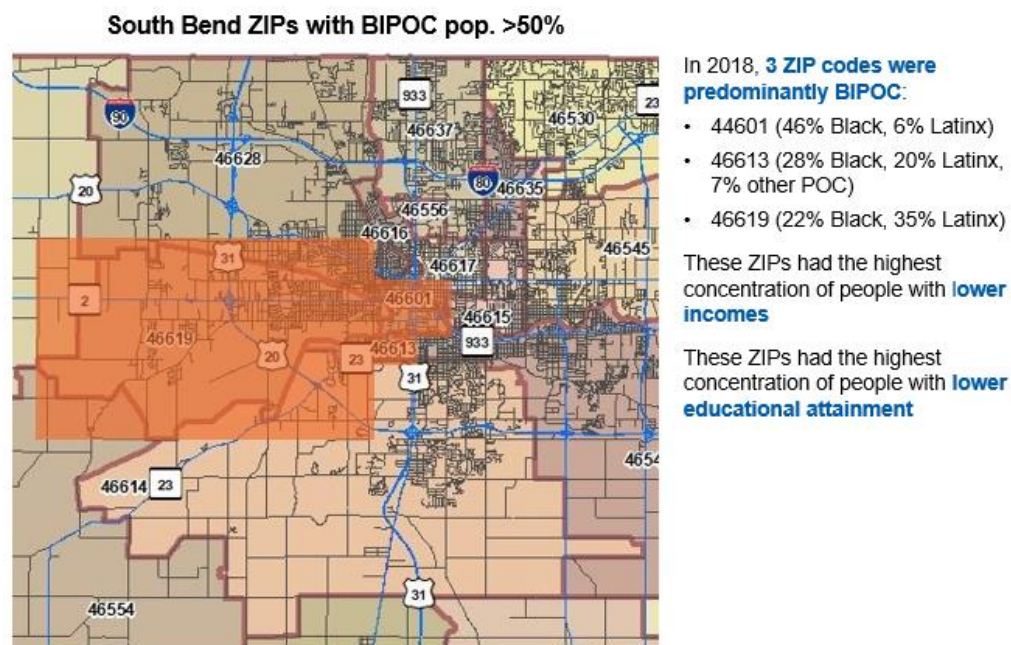 South Bend ZIPs with BIPOC pop. >50%
In 2018, 3 ZIP codes were
predominantly BIPOC:
• 44601 (46% Black, 6% Latinx)
• 46613 (28% Black, 20% Latinx,
7% other POC)
• 46619 (22% Black, 35% Latinx)
These ZIPs had the highest
concentration of people with lower
incomes
These ZIPs had the highest
concentration of people with lower
educational attainment
933
23
90
46637
46530
46628
20
80
46635
46556
46616
46545
31
46617
2
46601
46615
46619
933
20
23
46613
31
4654
46614
23
31
46554